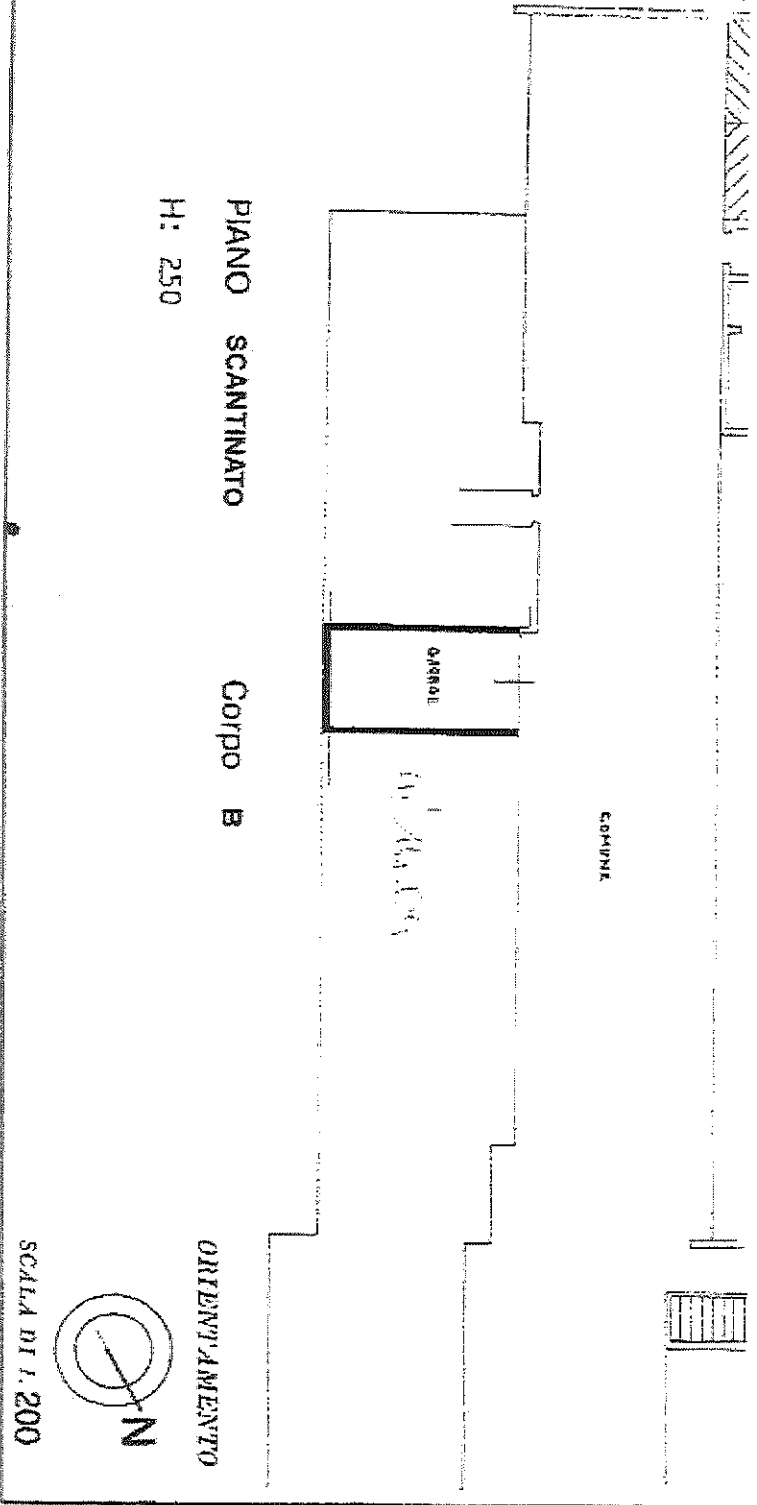 COMUNE
GARAGE
PIANO SCANTINATO Corpo B
H: 250
ORIENTAMENTO
N
SCALA DI 1: 200